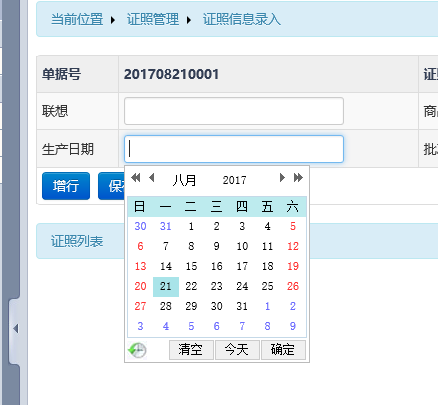 当前位置 证照管理 证照信息录入
单据号 201708210001 证
联想 商
生产日期 批
增行 保
八月 2017
日 一 二 三 四 五 六
30 31 1 2 3 4 5
6 7 8 9 10 11 12
13 14 15 16 17 18 19
20 21 22 23 24 25 26
27 28 29 30 31 1 2
3 4 5 6 7 8 9
清空 今天 确定
证照列表